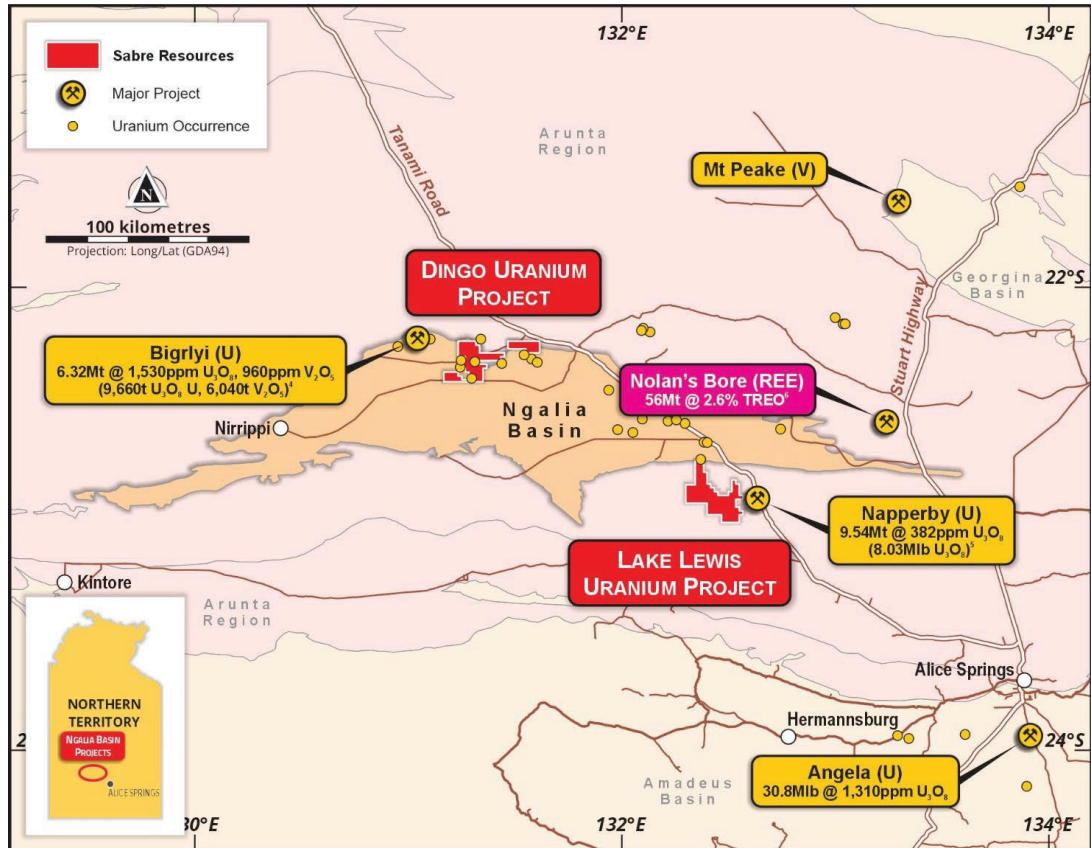 132°E
134°E
Sabre Resources
Major Project
Uranium Occurrence
N
100 kilometres
Projection: Long/Lat (GDA94)
Tanami Road
Arunta
Region
Mt Peake (V)
22°S
Georgina
Basin
Stuart Highway
DINGO URANIUM
PROJECT
Bigrlyi (U)
6.32Mt @ 1,530ppm U₃O₈, 960ppm V₂O₅
(9,660t U₃O₈ U, 6,040t V₂O₅)⁴
Nolan's Bore (REE)
56Mt @ 2.6% TREO⁶
Ngalia
Basin
Nirrippi
Napperby (U)
9.54Mt @ 382ppm U₃O₈
(8.03Mlb U₃O₈)⁵
LAKE LEWIS
URANIUM PROJECT
Kintore
Arunta
Region
Alice Springs
NORTHERN
TERRITORY
NGALIA BASIN
PROJECTS
ALICE SPRINGS
Hermannsburg
24°S
Angela (U)
30.8Mlb @ 1,310ppm U₃O₈
Amadeus
Basin
132°E
134°E